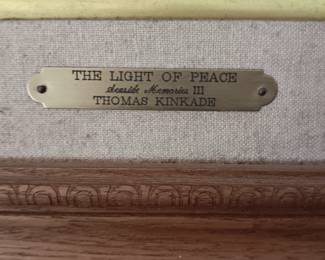 THE LIGHT OF PEACE
Seaside Memories III
THOMAS KINKADE